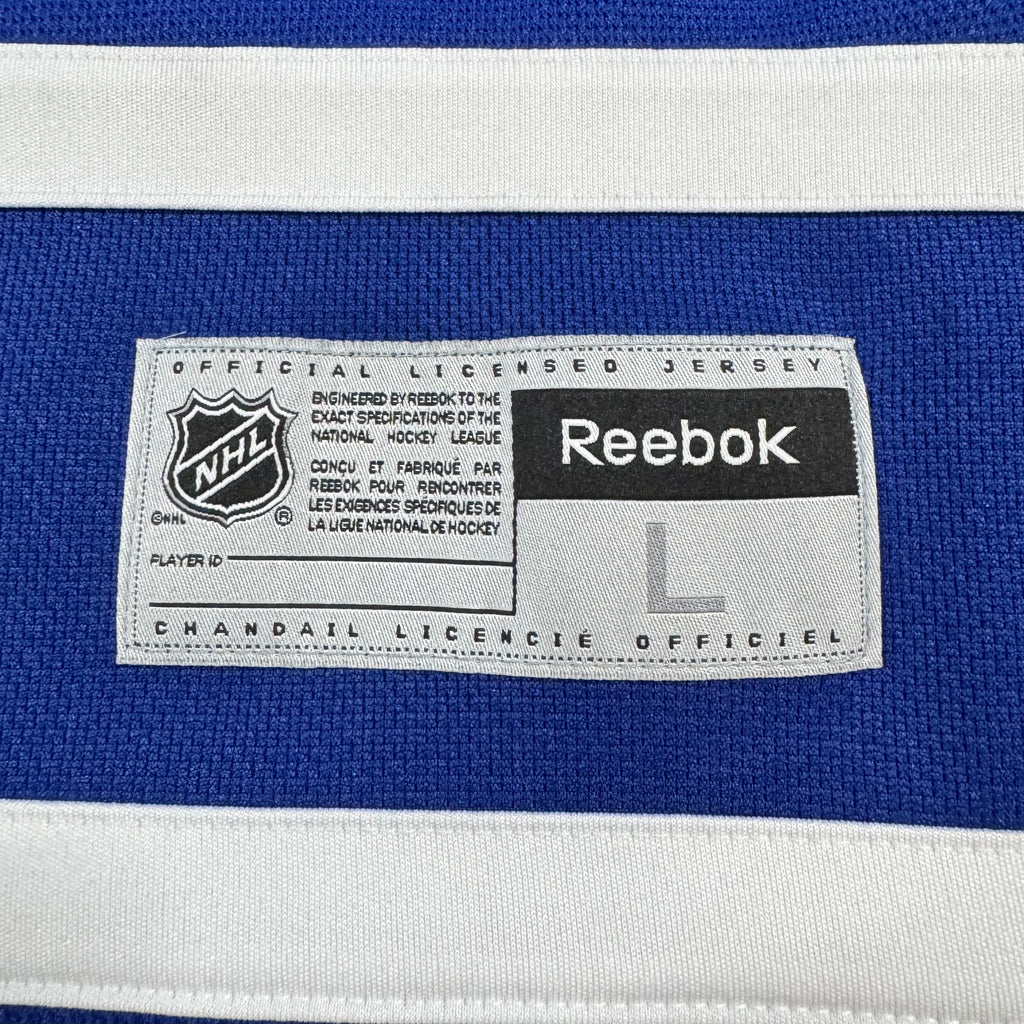 OFFICIAL LICENSED JERSEY
NHL
©NHL
®
ENGINEERED BY REEBOK TO THE
EXACT SPECIFICATIONS OF THE
NATIONAL HOCKEY LEAGUE
CONCU ET FABRIQUÉ PAR
REEBOK POUR RENCONTRER
LES EXIGENCES SPÉCIFIQUES DE
LA LIGUE NATIONAL DE HOCKEY
Reebok
L
PLAYER ID
CHANDAIL LICENCIÉ OFFICIEL